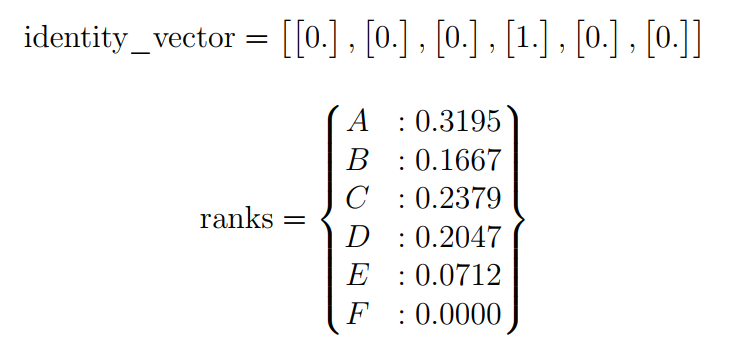 identity_vector = [[0.] , [0.] , [0.] , [1.] , [0.] , [0.]]
ranks = { A : 0.3195
B : 0.1667
C : 0.2379
D : 0.2047
E : 0.0712
F : 0.0000 }